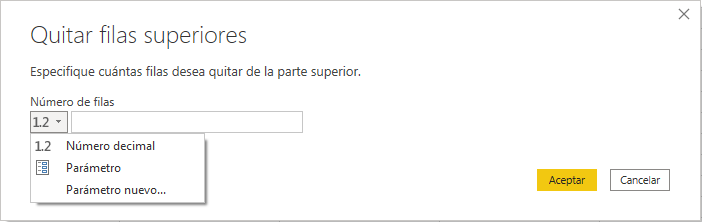 Quitar filas superiores
Especifique cuántas filas desea quitar de la parte superior.
Número de filas
1.2
1.2 Número decimal
Parámetro
Parámetro nuevo...
Aceptar Cancelar